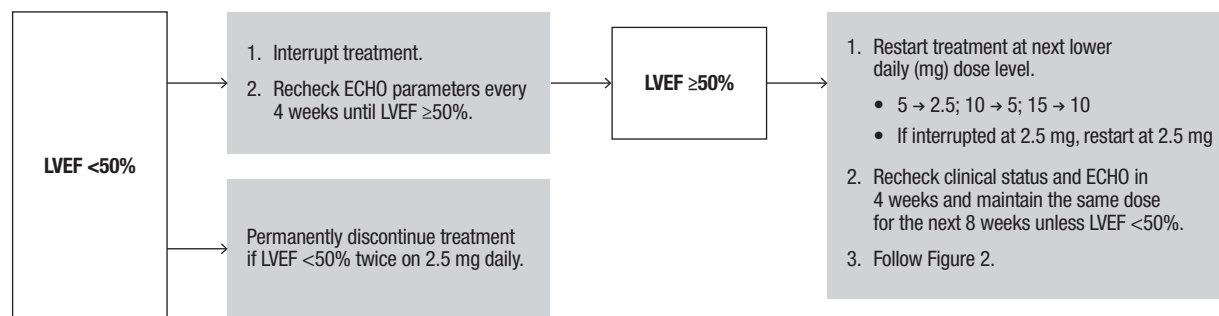 LVEF <50%
1. Interrupt treatment.
2. Recheck ECHO parameters every
4 weeks until LVEF ≥50%.
Permanently discontinue treatment
if LVEF <50% twice on 2.5 mg daily.
LVEF ≥50%
1. Restart treatment at next lower
daily (mg) dose level.
• 5 → 2.5; 10 → 5; 15 → 10
• If interrupted at 2.5 mg, restart at 2.5 mg
2. Recheck clinical status and ECHO in
4 weeks and maintain the same dose
for the next 8 weeks unless LVEF <50%.
3. Follow Figure 2.